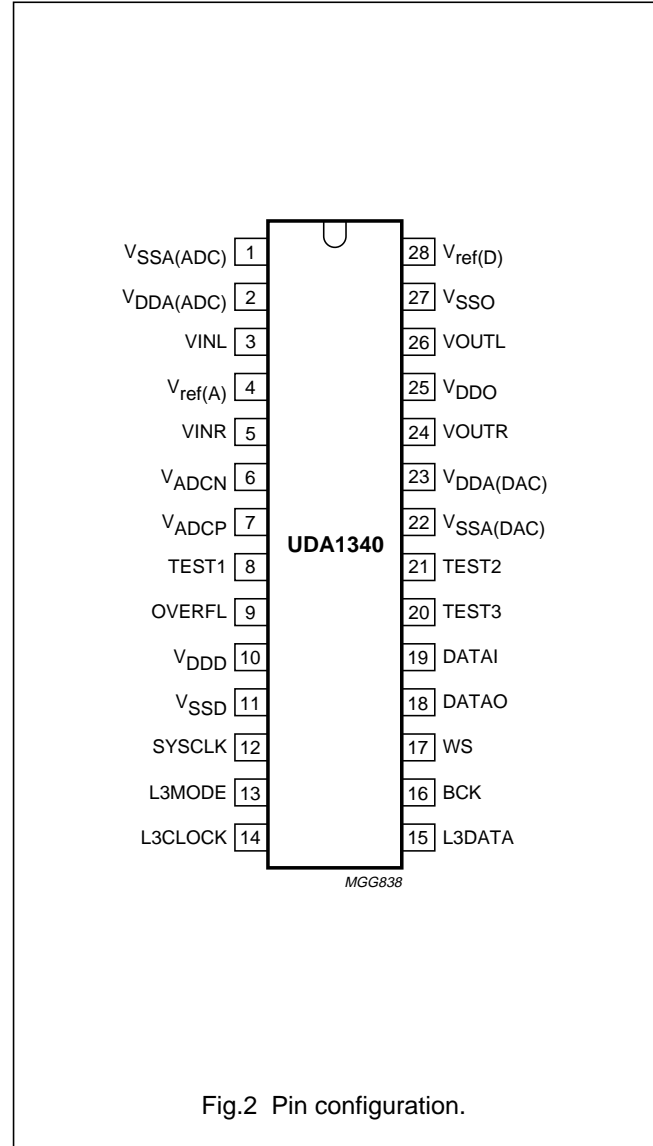 VSSA(ADC) 1
VDDA(ADC) 2
VINL 3
Vref(A) 4
VINR 5
VADCN 6
VADCP 7
TEST1 8
OVERFL 9
VDDD 10
VSSD 11
SYSCLK 12
L3MODE 13
L3CLOCK 14
UDA1340
28 Vref(D)
27 VSSO
26 VOUTL
25 VDDO
24 VOUTR
23 VDDA(DAC)
22 VSSA(DAC)
21 TEST2
20 TEST3
19 DATAI
18 DATAO
17 WS
16 BCK
15 L3DATA
MGG838
Fig.2 Pin configuration.